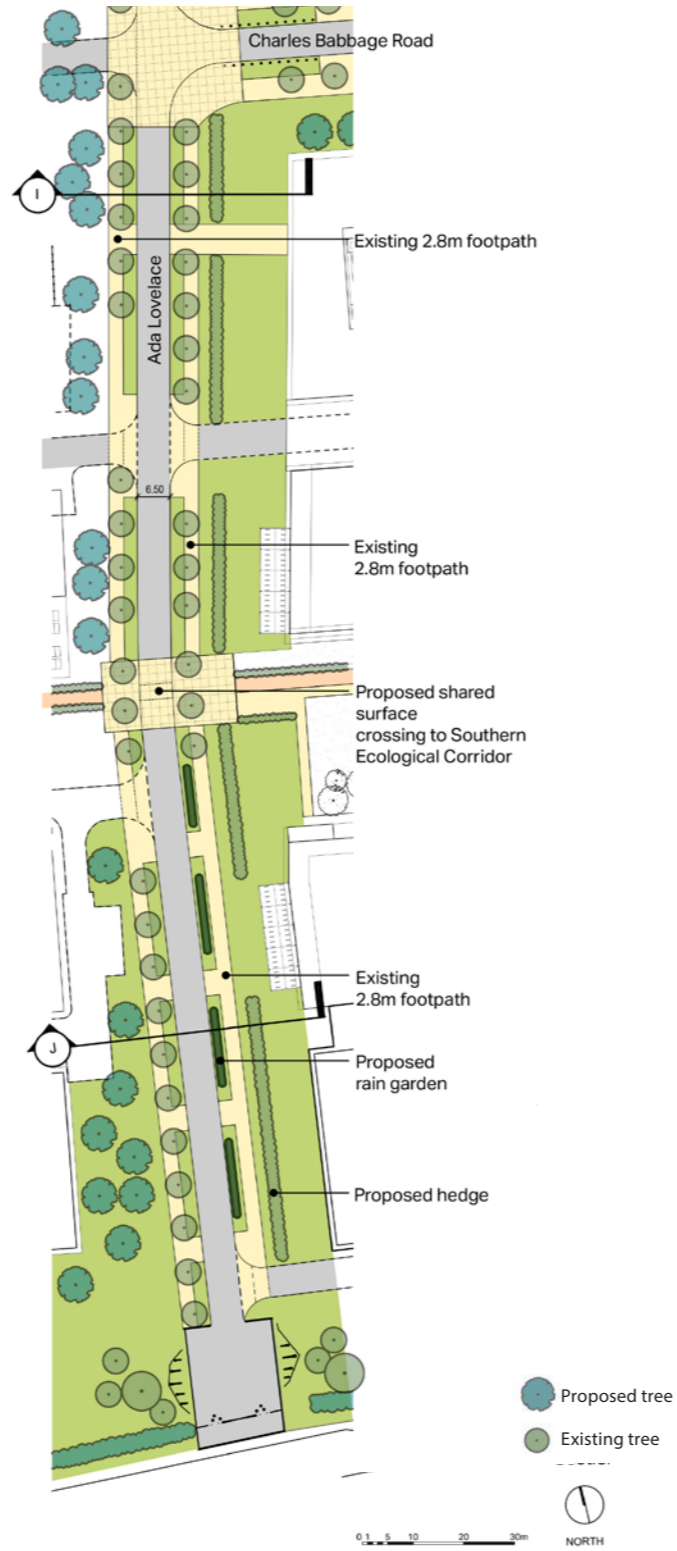 Charles Babbage Road
I
Existing 2.8m footpath
Ada Lovelace
6.50
Existing
2.8m footpath
Proposed shared
surface
crossing to Southern
Ecological Corridor
Existing
2.8m footpath
J
Proposed
rain garden
Proposed hedge
Proposed tree
Existing tree
0 1 5 10 20 30m
NORTH